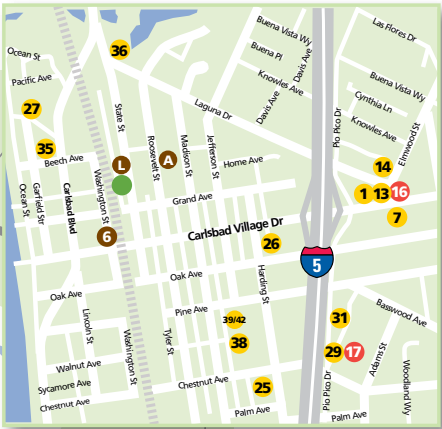 Buena Vista Wy
Las Flores Dr
36
Ocean St
Buena Pl
Davis Ave
Pacific Ave
Knowles Ave
Buena Vista Wy
27
State St
Laguna Dr
Davis Ave
Pio Pico Dr
Cynthia Ln
Knowles Ave
Elmwood St
35
Roosevelt St
Madison St
Jefferson St
Beech Ave
L
A
Home Ave
14
Ocean St
Garfield St
Carlsbad Blvd
Washington St
Grand Ave
1
13
16
7
6
Carlsbad Village Dr
26
5
Oak Ave
Harding St
Oak Ave
Lincoln St
Pine Ave
39/42
31
Basswood Ave
Washington St
Tyler St
38
29
17
Adams St
Walnut Ave
Sycamore Ave
Chestnut Ave
25
Pio Pico Dr
Woodland Wy
Chestnut Ave
Palm Ave
Palm Ave